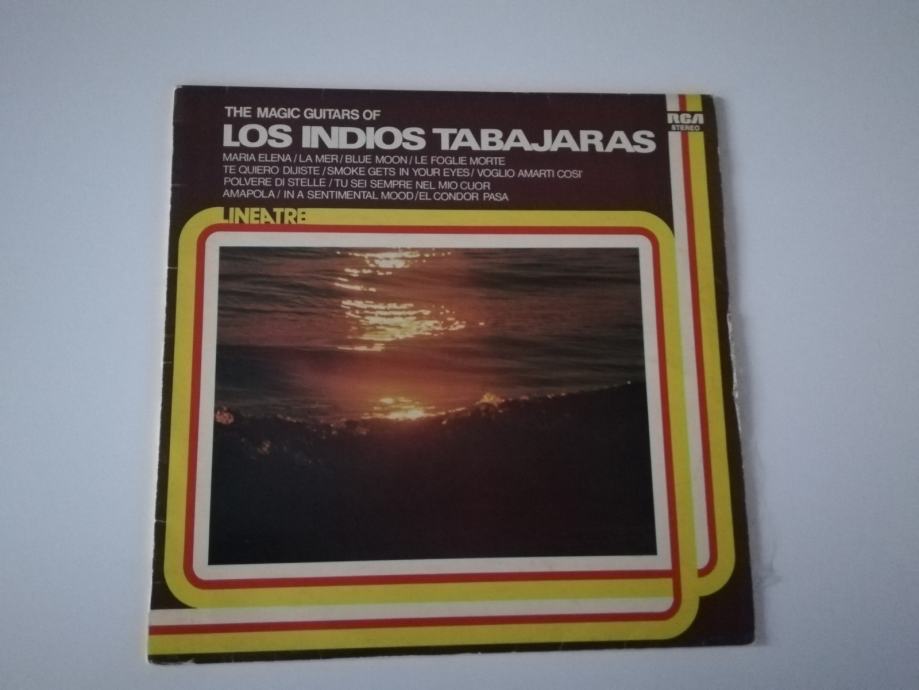 THE MAGIC GUITARS OF
LOS INDIOS TABAJARAS
MARIA ELENA / LA MER / BLUE MOON / LE FOGLIE MORTE
TE QUIERO DIJISTE / SMOKE GETS IN YOUR EYES / VOGLIO AMARTI COSI'
POLVERE DI STELLE / TU SEI SEMPRE NEL MIO CUOR
AMAPOLA / IN A SENTIMENTAL MOOD / EL CONDOR PASA
LINEATRE
RCA
STEREO